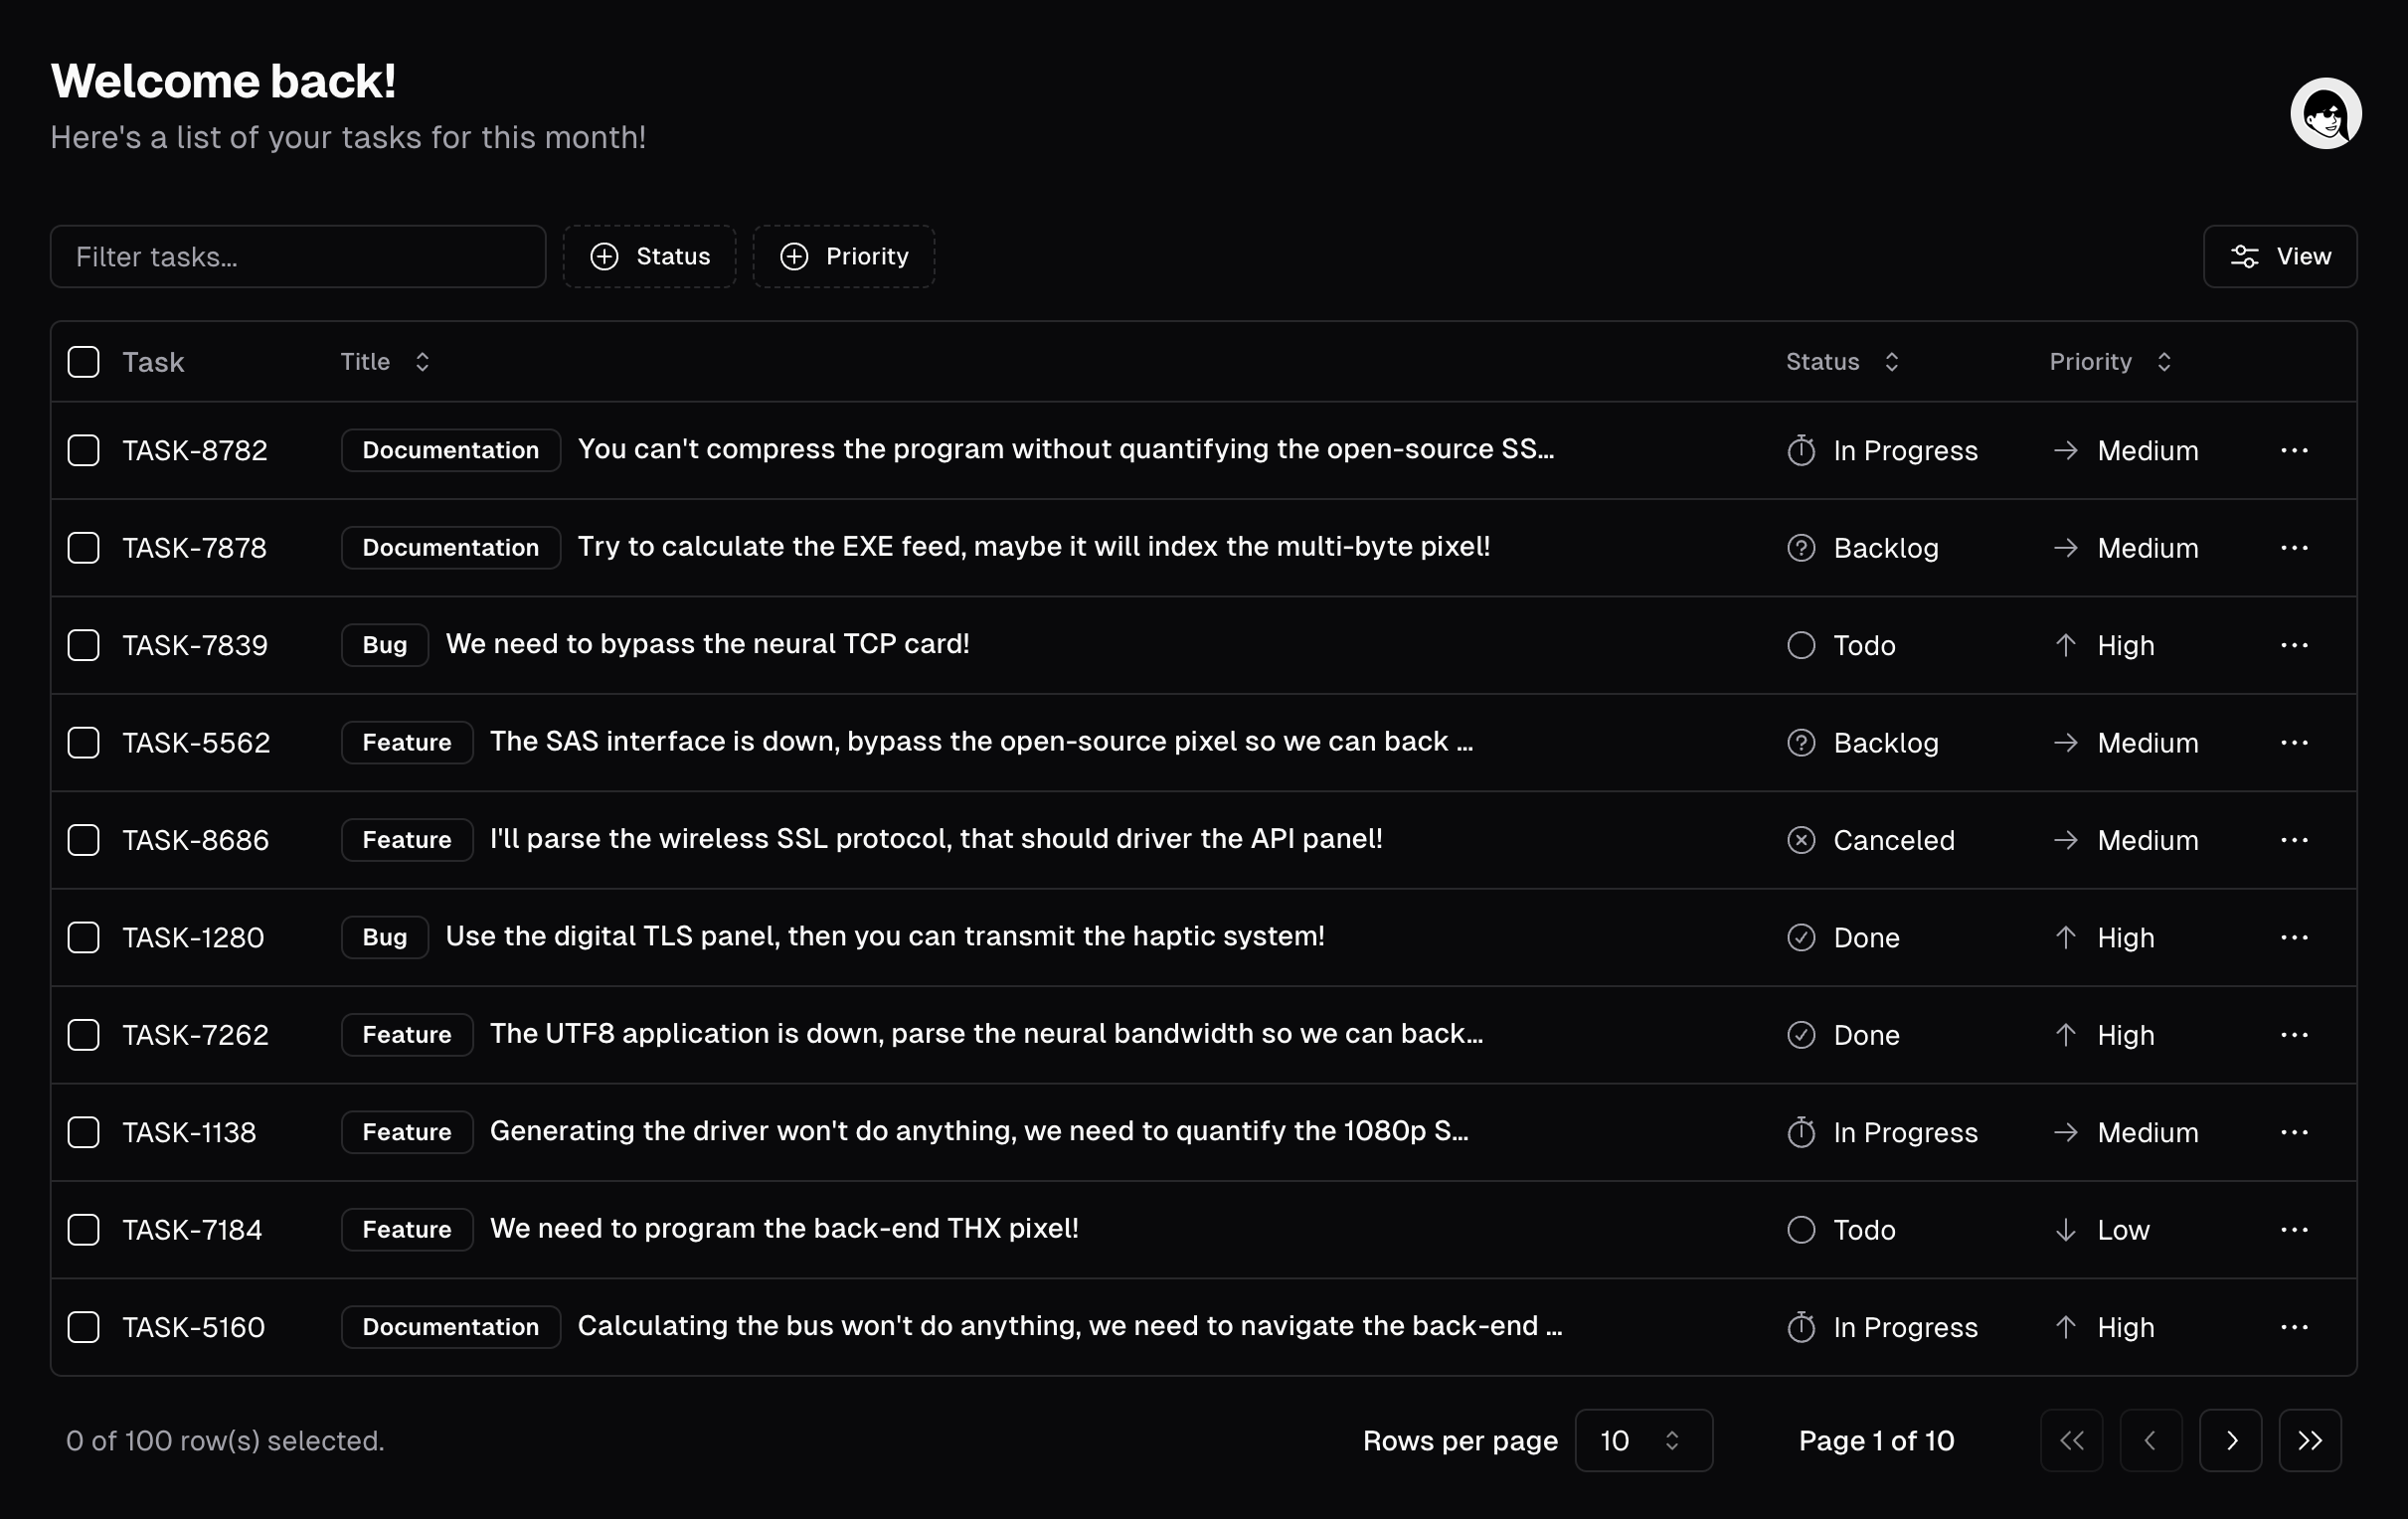 Welcome back!
Here's a list of your tasks for this month!
Filter tasks... Status Priority View
Task Title Status Priority
TASK-8782 Documentation You can't compress the program without quantifying the open-source SS... In Progress Medium
TASK-7878 Documentation Try to calculate the EXE feed, maybe it will index the multi-byte pixel! Backlog Medium
TASK-7839 Bug We need to bypass the neural TCP card! Todo High
TASK-5562 Feature The SAS interface is down, bypass the open-source pixel so we can back ... Backlog Medium
TASK-8686 Feature I'll parse the wireless SSL protocol, that should driver the API panel! Canceled Medium
TASK-1280 Bug Use the digital TLS panel, then you can transmit the haptic system! Done High
TASK-7262 Feature The UTF8 application is down, parse the neural bandwidth so we can back... Done High
TASK-1138 Feature Generating the driver won't do anything, we need to quantify the 1080p S... In Progress Medium
TASK-7184 Feature We need to program the back-end THX pixel! Todo Low
TASK-5160 Documentation Calculating the bus won't do anything, we need to navigate the back-end ... In Progress High
0 of 100 row(s) selected. Rows per page 10 Page 1 of 10